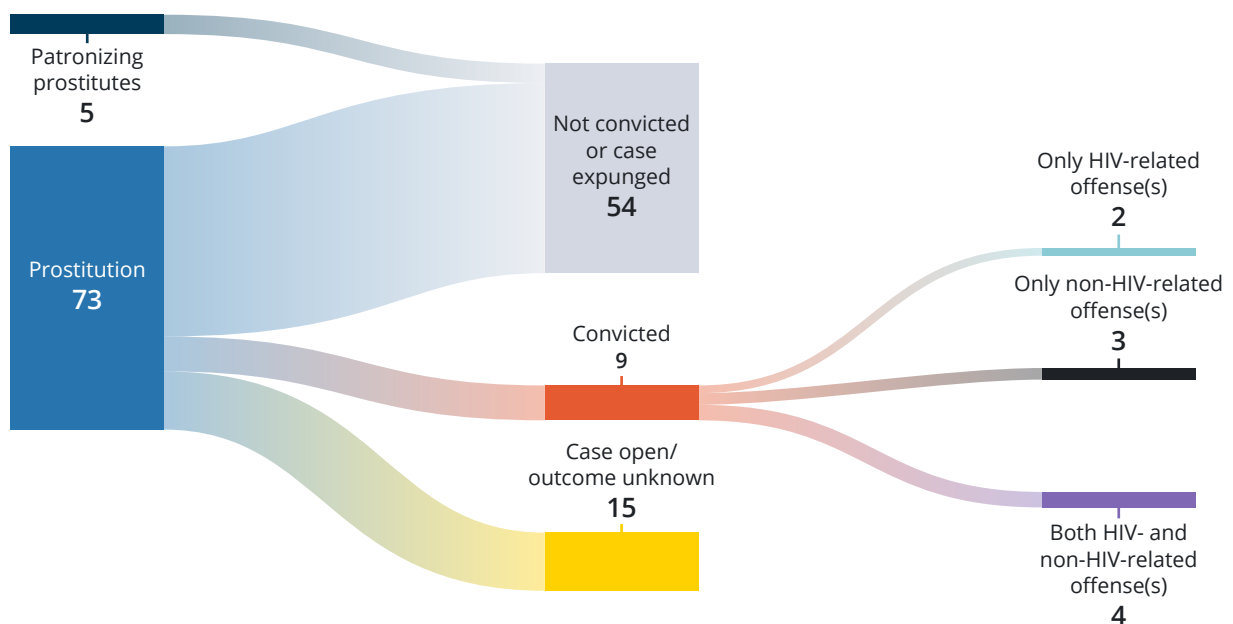 Patronizing
prostitutes
5
Prostitution
73
Not convicted
or case
expunged
54
Convicted
9
Case open/
outcome unknown
15
Only HIV-related
offense(s)
2
Only non-HIV-related
offense(s)
3
Both HIV- and
non-HIV-related
offense(s)
4